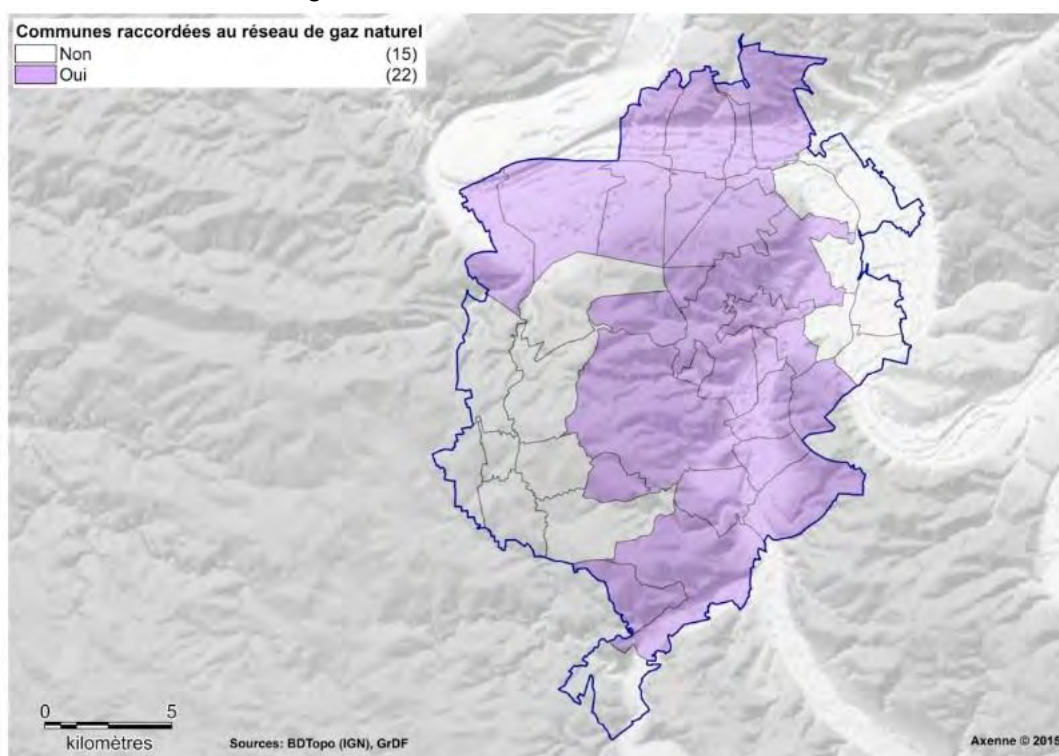 Communes raccordées au réseau de gaz naturel
Non (15)
Oui (22)
0 5
kilomètres
Sources: BDTopo (IGN), GrDF
Axenne © 2015